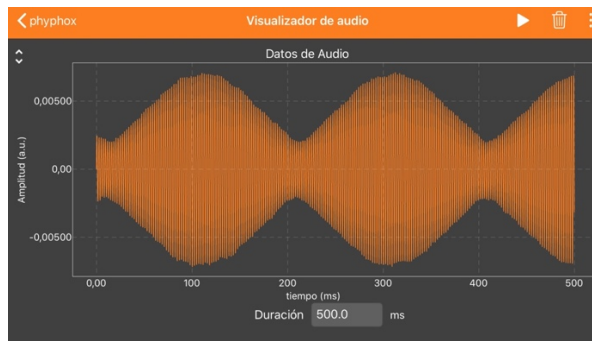 phyphox
Visualizador de audio
Datos de Audio
Amplitud (a.u.)
0,00500
0,00
-0,00500
0,00 100 200 300 400 500
tiempo (ms)
Duración 500.0 ms